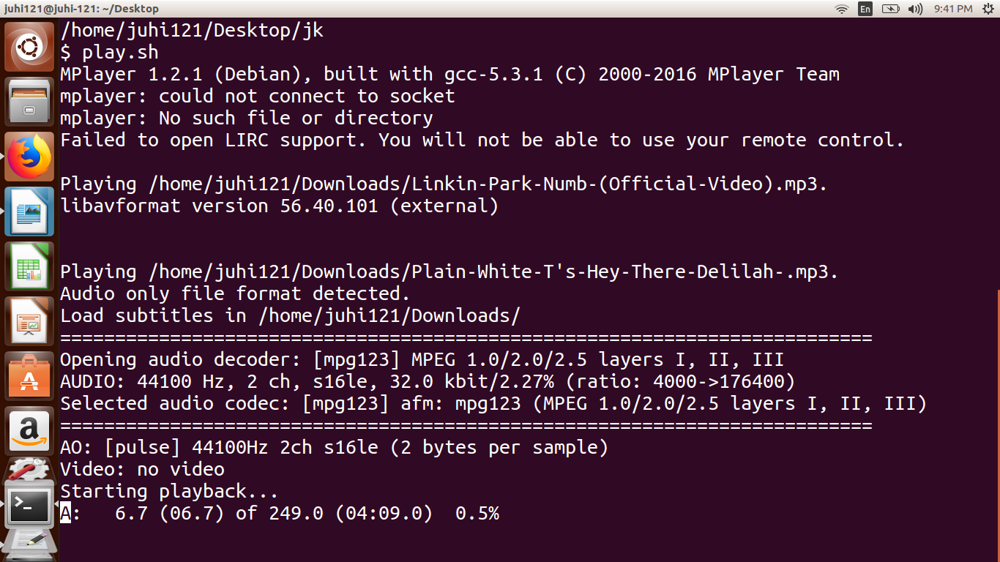 juhi121@juhi-121: ~/Desktop
En
9:41 PM
/home/juhi121/Desktop/jk
$ play.sh
MPlayer 1.2.1 (Debian), built with gcc-5.3.1 (C) 2000-2016 MPlayer Team
mplayer: could not connect to socket
mplayer: No such file or directory
Failed to open LIRC support. You will not be able to use your remote control.
Playing /home/juhi121/Downloads/Linkin-Park-Numb-(Official-Video).mp3.
libavformat version 56.40.101 (external)
Playing /home/juhi121/Downloads/Plain-White-T's-Hey-There-Delilah-.mp3.
Audio only file format detected.
Load subtitles in /home/juhi121/Downloads/
==========================================================================
Opening audio decoder: [mpg123] MPEG 1.0/2.0/2.5 layers I, II, III
AUDIO: 44100 Hz, 2 ch, s16le, 32.0 kbit/2.27% (ratio: 4000->176400)
Selected audio codec: [mpg123] afm: mpg123 (MPEG 1.0/2.0/2.5 layers I, II, III)
==========================================================================
AO: [pulse] 44100Hz 2ch s16le (2 bytes per sample)
Video: no video
Starting playback...
A:   6.7 (06.7) of 249.0 (04:09.0)  0.5%